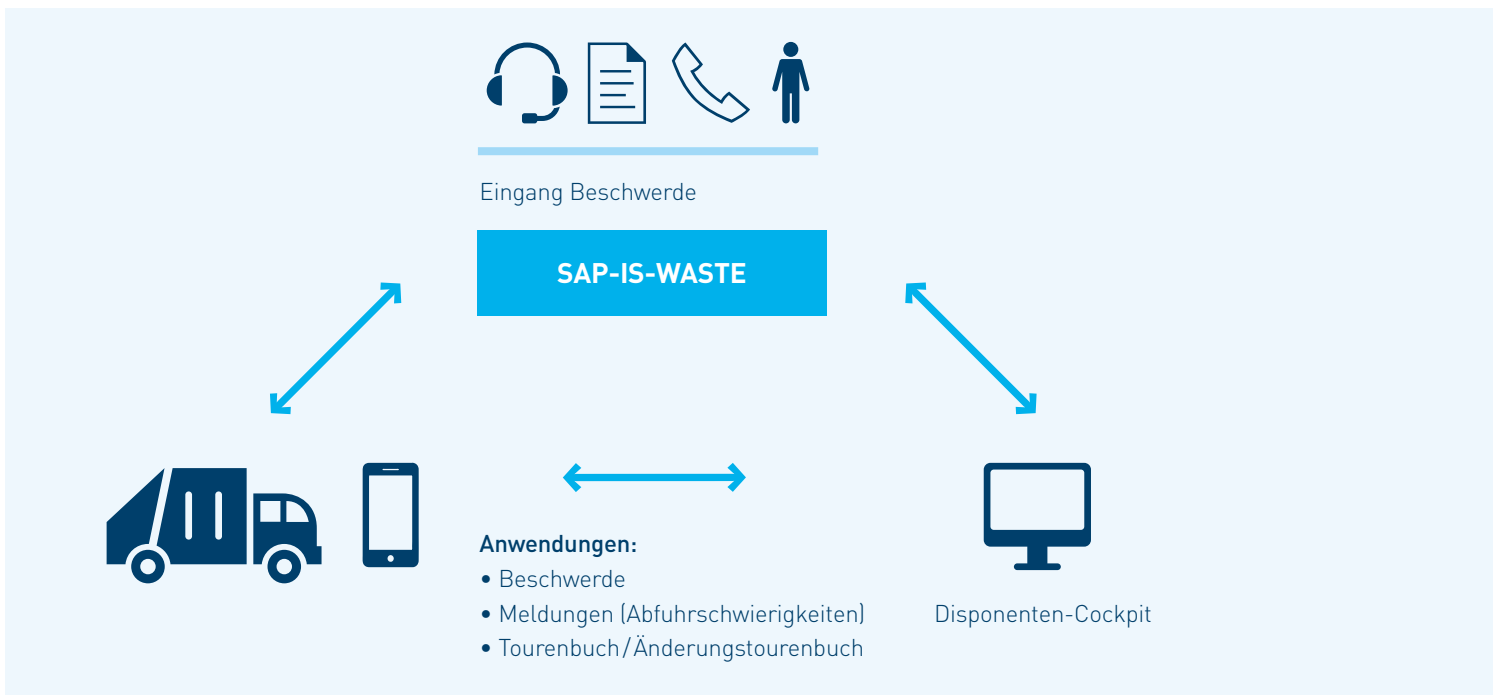 Eingang Beschwerde
SAP-IS-WASTE
Anwendungen:
• Beschwerde
• Meldungen (Abfuhrschwierigkeiten)
• Tourenbuch/Änderungstourenbuch
Disponenten-Cockpit